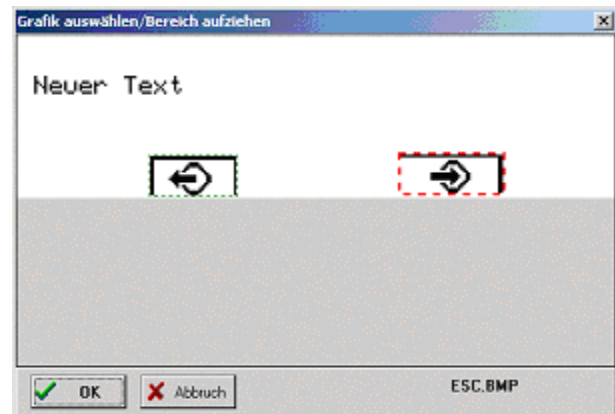 Grafik auswählen/Bereich aufziehen
Neuer Text
OK
Abbruch
ESC.BMP